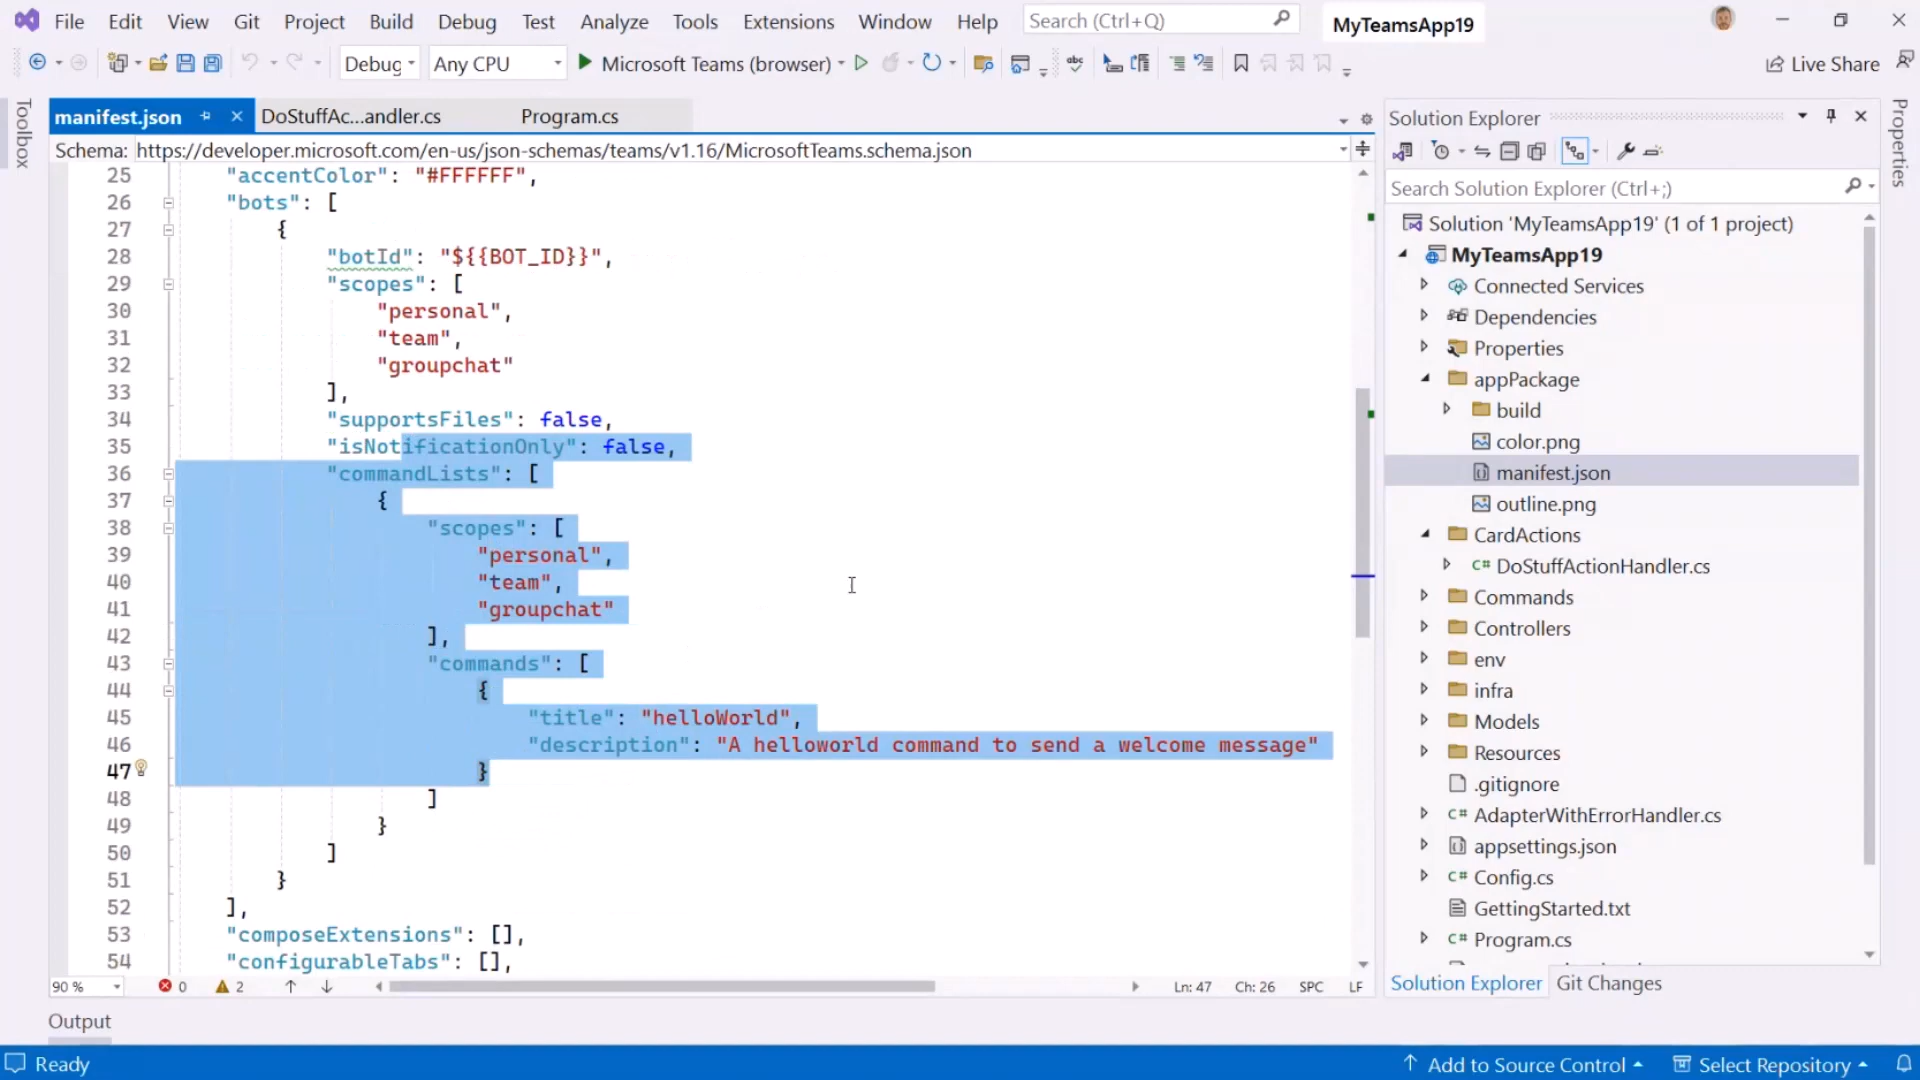 File Edit View Git Project Build Debug Test Analyze Tools Extensions Window Help Search (Ctrl+Q) MyTeamsApp19
Debug Any CPU Microsoft Teams (browser) Live Share
Toolbox
manifest.json DoStuffAc...andler.cs Program.cs
Schema: https://developer.microsoft.com/en-us/json-schemas/teams/v1.16/MicrosoftTeams.schema.json
25 "accentColor": "#FFFFFF",
26 "bots": [
27 {
28 "botId": "${{BOT_ID}}",
29 "scopes": [
30 "personal",
31 "team",
32 "groupchat"
33 ],
34 "supportsFiles": false,
35 "isNotificationOnly": false,
36 "commandLists": [
37 {
38 "scopes": [
39 "personal",
40 "team",
41 "groupchat"
42 ],
43 "commands": [
44 {
45 "title": "helloWorld",
46 "description": "A helloworld command to send a welcome message"
47 }
48 ]
49 }
50 ]
51 }
52 ],
53 "composeExtensions": [],
54 "configurableTabs": [],
90 % 0 2 Ln: 47 Ch: 26 SPC LF
Solution Explorer
Search Solution Explorer (Ctrl+;)
Solution 'MyTeamsApp19' (1 of 1 project)
MyTeamsApp19
Connected Services
Dependencies
Properties
appPackage
build
color.png
manifest.json
outline.png
CardActions
C# DoStuffActionHandler.cs
Commands
Controllers
env
infra
Models
Resources
.gitignore
C# AdapterWithErrorHandler.cs
appsettings.json
C# Config.cs
GettingStarted.txt
C# Program.cs
Solution Explorer Git Changes
Properties
Output
Ready Add to Source Control Select Repository